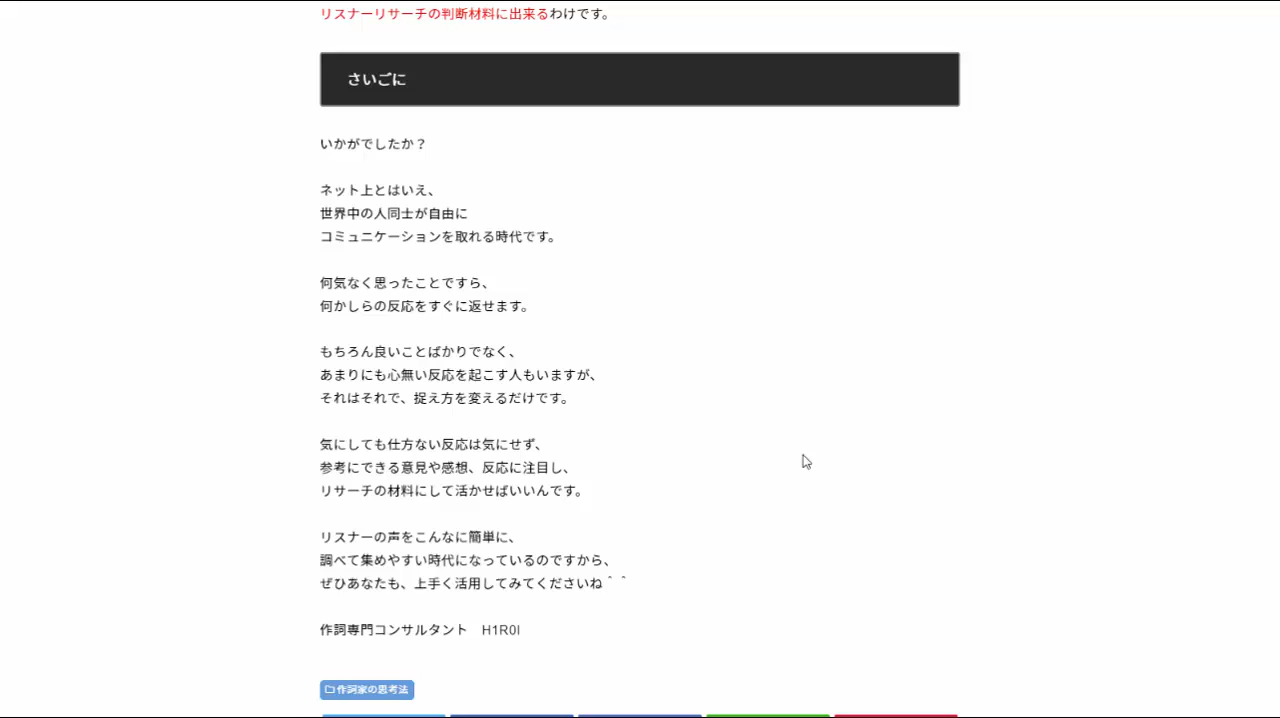 リスナーリサーチの判断材料に出来るわけです。
さいごに
いかがでしたか？
ネット上とはいえ、
世界中の人同士が自由に
コミュニケーションを取れる時代です。
何気なく思ったことですら、
何かしらの反応をすぐに返せます。
もちろん良いことばかりでなく、
あまりにも心無い反応を起こす人もいますが、
それはそれで、捉え方を変えるだけです。
気にしても仕方ない反応は気にせず、
参考にできる意見や感想、反応に注目し、
リサーチの材料にして活かせばいいんです。
リスナーの声をこんなに簡単に、
調べて集めやすい時代になっているのですから、
ぜひあなたも、上手く活用してみてくださいね＾＾
作詞専門コンサルタント　H1R0I
作詞家の思考法